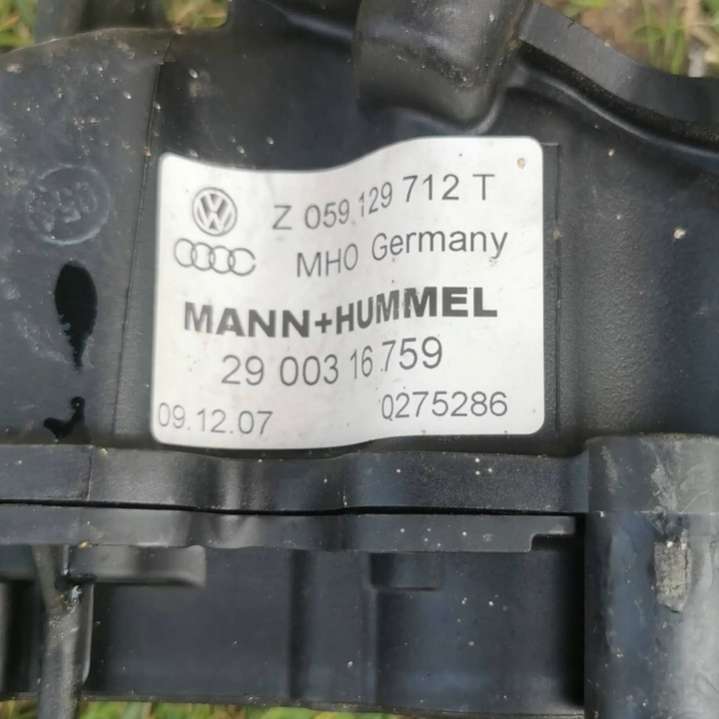 Z 059 129 712 T
MHO Germany
MANN+HUMMEL
29 003 16 759
09.12.07 Q275286